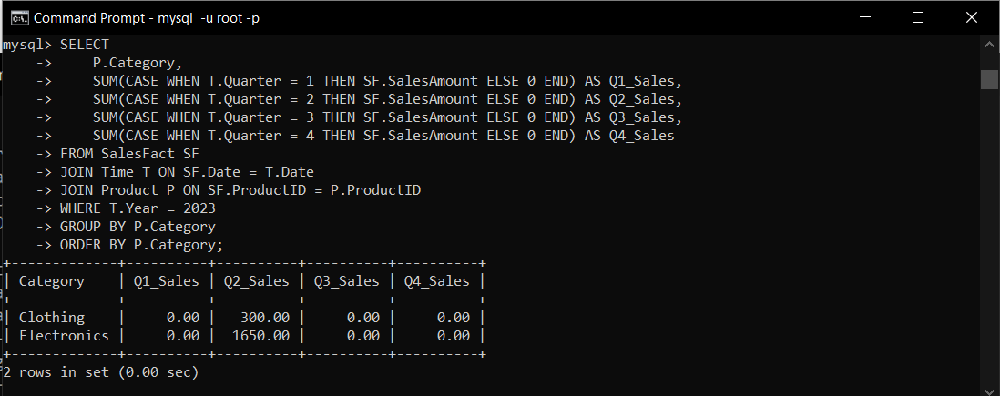 Command Prompt - mysql  -u root -p
mysql> SELECT
    ->     P.Category,
    ->     SUM(CASE WHEN T.Quarter = 1 THEN SF.SalesAmount ELSE 0 END) AS Q1_Sales,
    ->     SUM(CASE WHEN T.Quarter = 2 THEN SF.SalesAmount ELSE 0 END) AS Q2_Sales,
    ->     SUM(CASE WHEN T.Quarter = 3 THEN SF.SalesAmount ELSE 0 END) AS Q3_Sales,
    ->     SUM(CASE WHEN T.Quarter = 4 THEN SF.SalesAmount ELSE 0 END) AS Q4_Sales
    -> FROM SalesFact SF
    -> JOIN Time T ON SF.Date = T.Date
    -> JOIN Product P ON SF.ProductID = P.ProductID
    -> WHERE T.Year = 2023
    -> GROUP BY P.Category
    -> ORDER BY P.Category;
+-------------+----------+----------+----------+----------+
| Category    | Q1_Sales | Q2_Sales | Q3_Sales | Q4_Sales |
+-------------+----------+----------+----------+----------+
| Clothing    |     0.00 |   300.00 |     0.00 |     0.00 |
| Electronics |     0.00 |  1650.00 |     0.00 |     0.00 |
+-------------+----------+----------+----------+----------+
2 rows in set (0.00 sec)